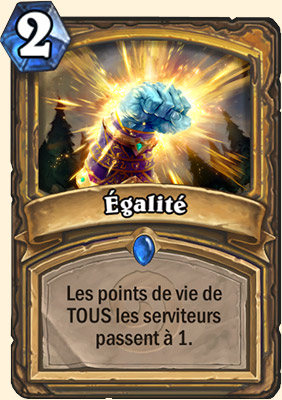 2
Égalité
Les points de vie de
TOUS les serviteurs
passent à 1.